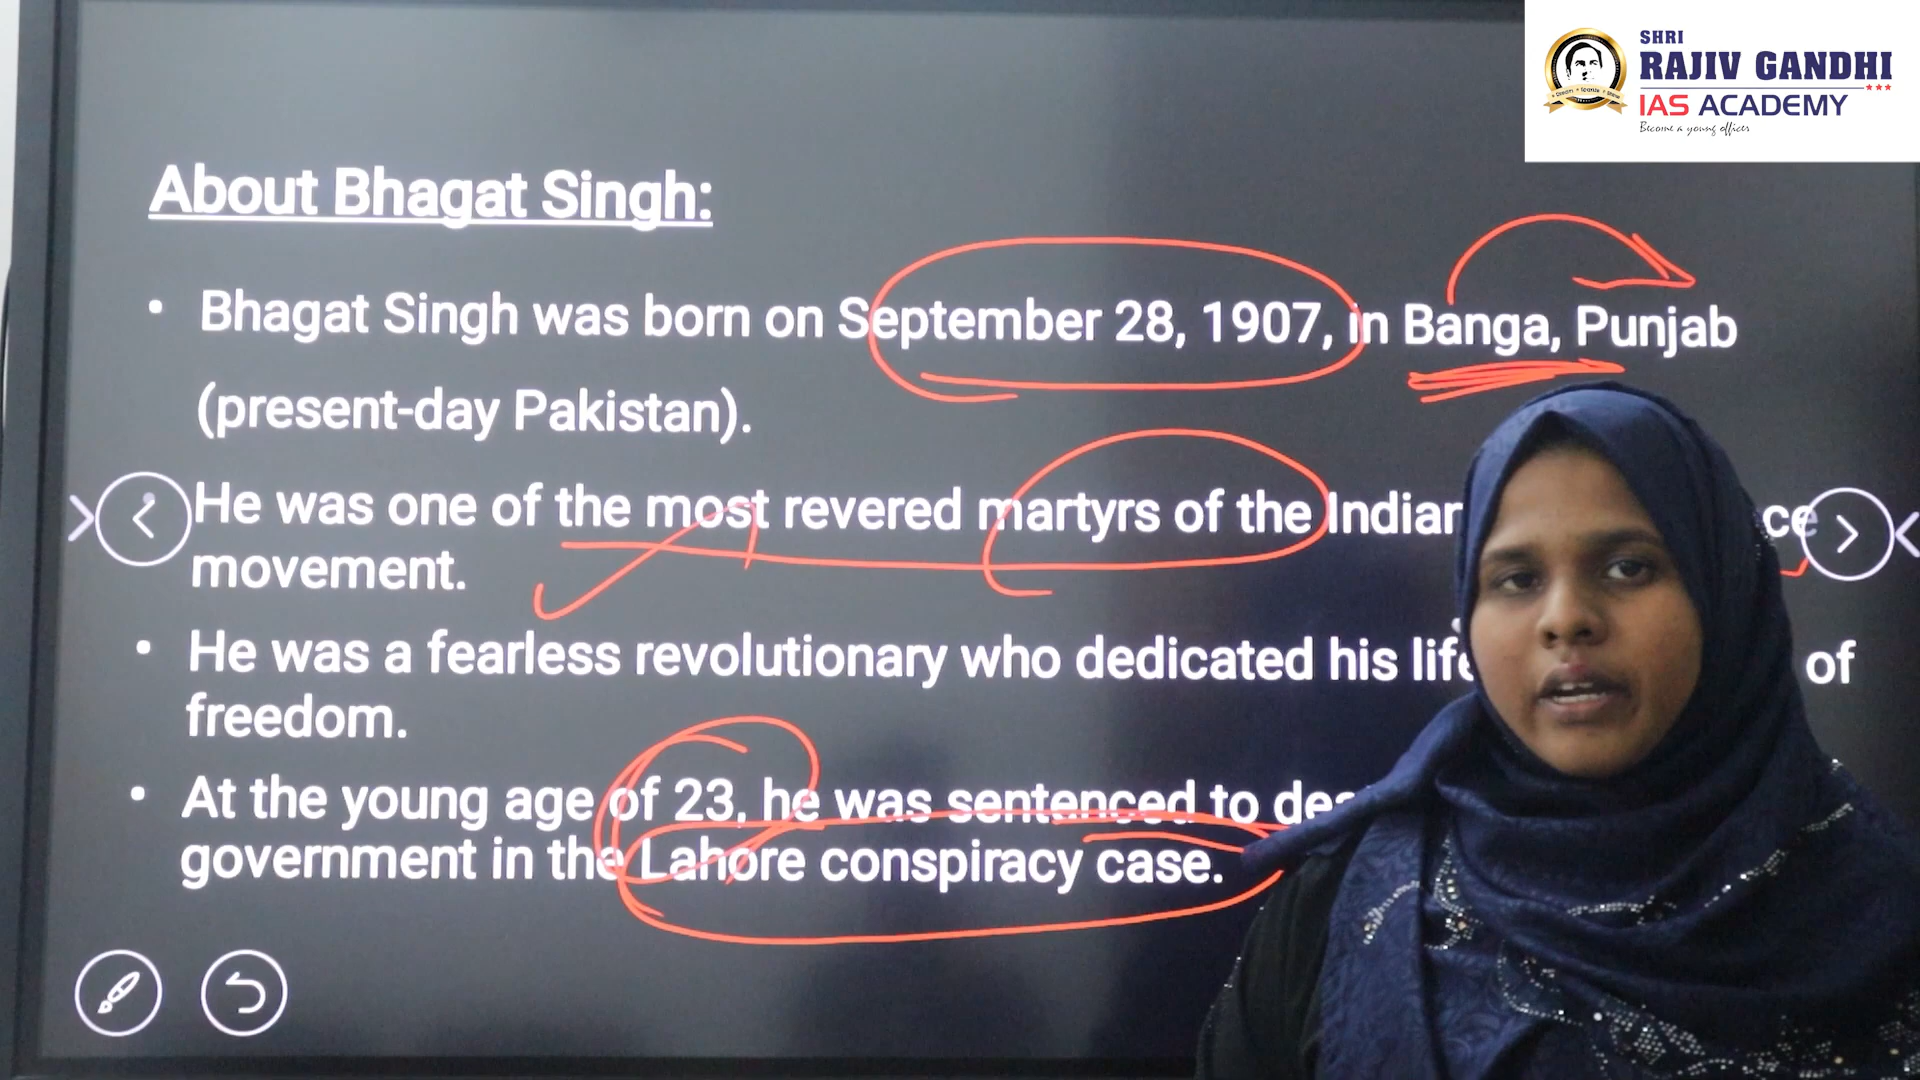 SHRI
RAJIV GANDHI
IAS ACADEMY
Become a young officer
About Bhagat Singh:
• Bhagat Singh was born on September 28, 1907, in Banga, Punjab
(present-day Pakistan).
He was one of the most revered martyrs of the Indian
movement.
• He was a fearless revolutionary who dedicated his life of
freedom.
• At the young age of 23, he was sentenced to
government in the Lahore conspiracy case.